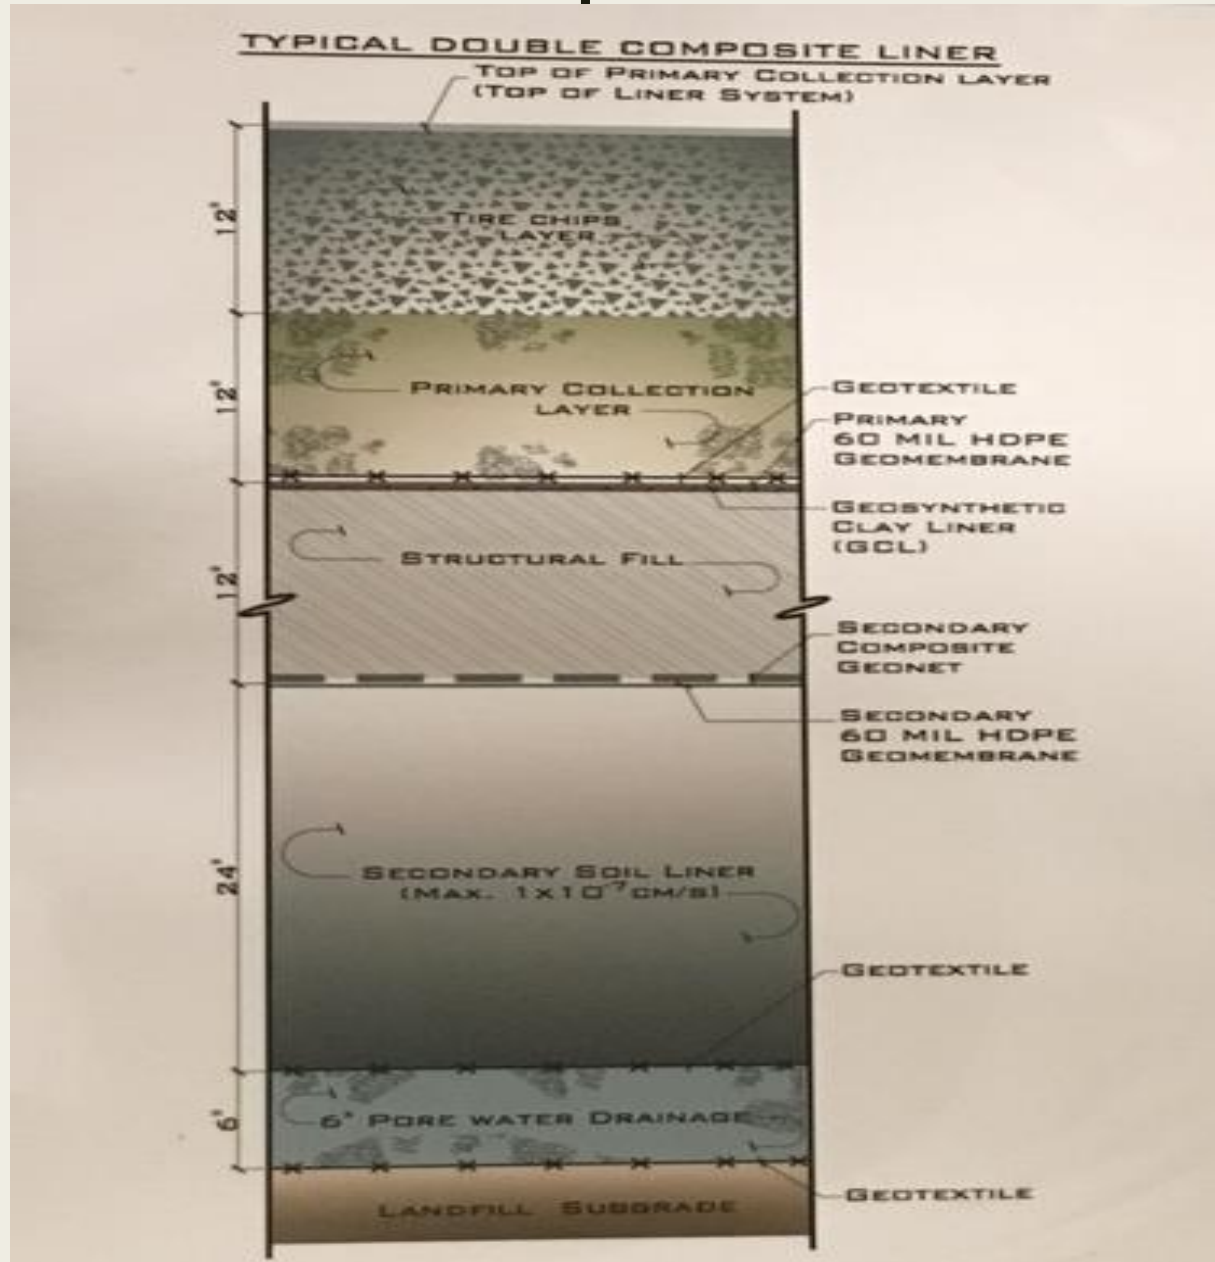 TYPICAL DOUBLE COMPOSITE LINER
TOP OF PRIMARY COLLECTION LAYER
(TOP OF LINER SYSTEM)
12"
TIRE CHIPS
LAYER
12"
PRIMARY COLLECTION
LAYER
GEOTEXTILE
PRIMARY
60 MIL HDPE
GEOMEMBRANE
GEOSYNTHETIC
CLAY LINER
(GCL)
12"
STRUCTURAL FILL
SECONDARY
COMPOSITE
GEONET
SECONDARY
60 MIL HDPE
GEOMEMBRANE
24"
SECONDARY SOIL LINER
(MAX. 1X10⁻⁷CM/S)
GEOTEXTILE
6"
6" PORE WATER DRAINAGE
GEOTEXTILE
LANDFILL SUBGRADE